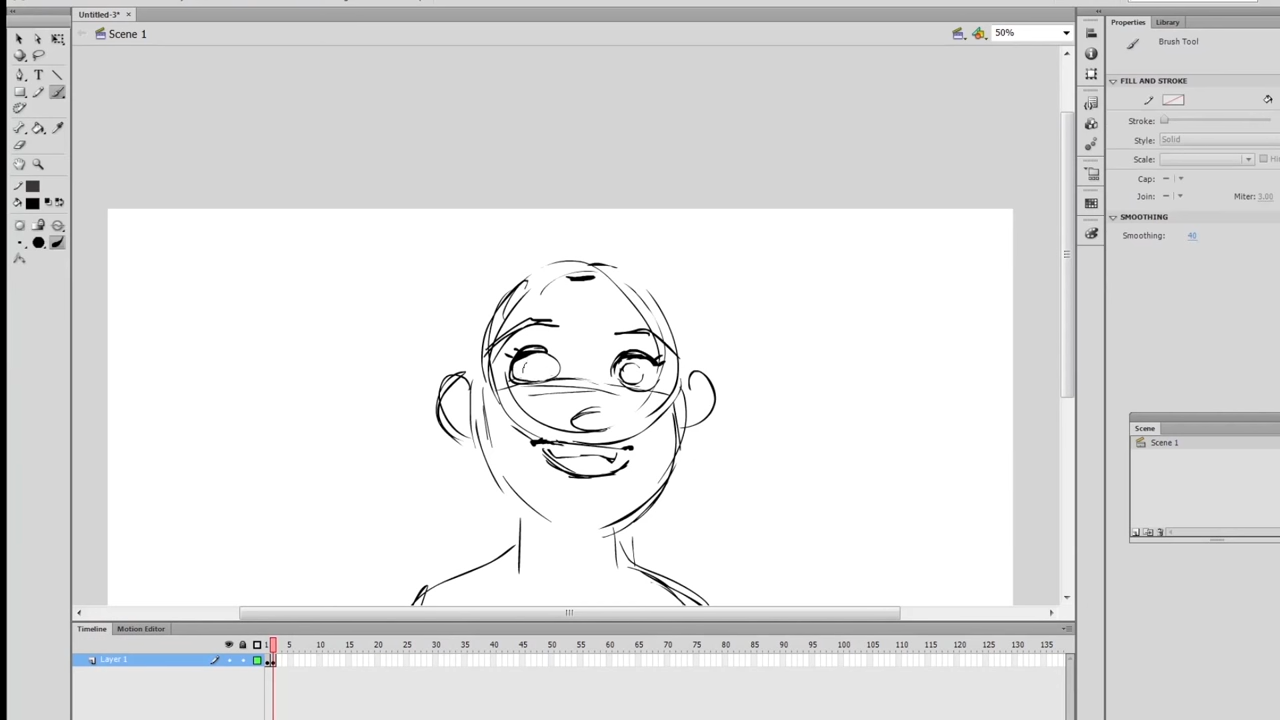 Untitled-3* ×
Scene 1
50%
Properties
Library
Brush Tool
FILL AND STROKE
Stroke:
Style:
Solid
Scale:
Cap:
Join:
Miter: 3.00
SMOOTHING
Smoothing: 40
Scene
Scene 1
Timeline
Motion Editor
1 5 10 15 20 25 30 35 40 45 50 55 60 65 70 75 80 85 90 95 100 105 110 115 120 125 130 135
Layer 1